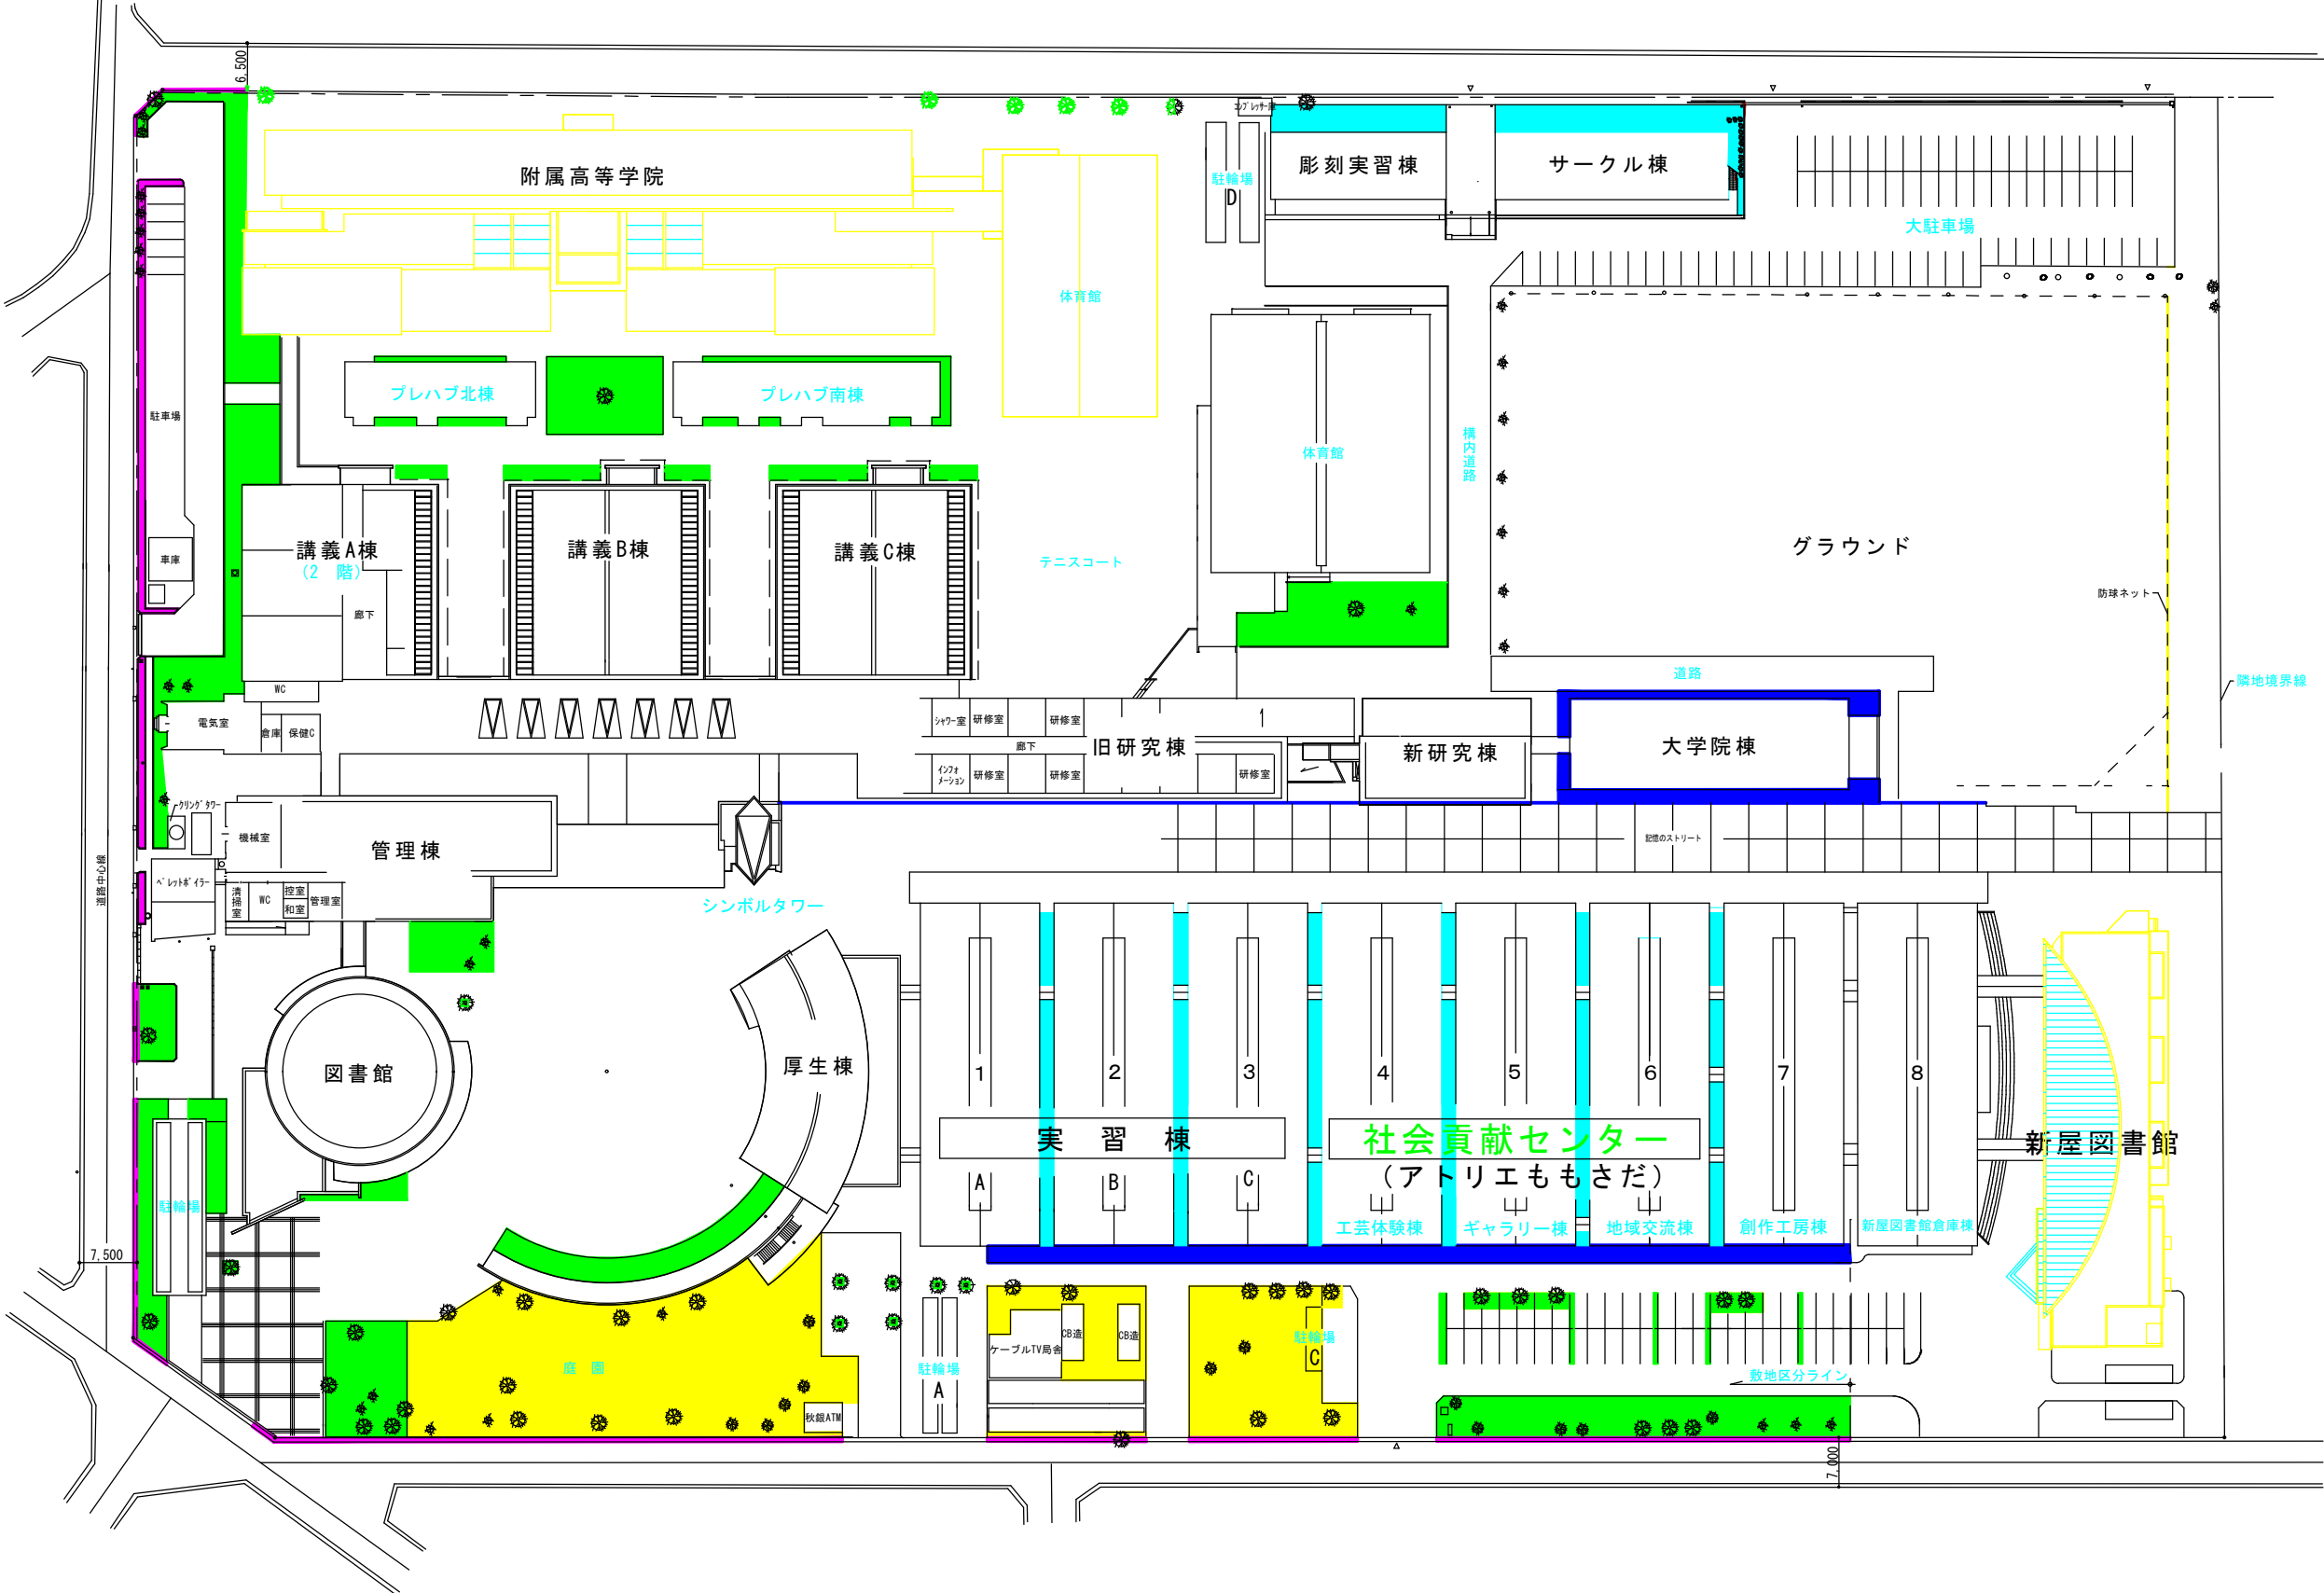 6,500
コンプレッサー庫
附属高等学院
駐輪場
D
彫刻実習棟
サークル棟
大駐車場
体育館
プレハブ北棟
プレハブ南棟
駐車場
体育館
構内道路
車庫
講義A棟
(2 階)
廊下
講義B棟
講義C棟
テニスコート
グラウンド
防球ネット
隣地境界線
道路
WC
電気室
倉庫
保健C
シャワー室
研修室
研修室
廊下
旧研究棟
インフォメーション
研修室
研修室
研修室
新研究棟
大学院棟
クリングタワー
機械室
管理棟
記憶のストリート
道路中心線
ペレットボイラー
清掃室
WC
控室
和室
管理室
シンボルタワー
図書館
厚生棟
1
2
3
4
5
6
7
8
実習棟
社会貢献センター
(アトリエももさだ)
新屋図書館
A
B
C
工芸体験棟
ギャラリー棟
地域交流棟
創作工房棟
新屋図書館倉庫棟
駐輪場
7,500
庭園
秋銀ATM
駐輪場
A
ケーブルTV局舎
CB造
CB造
駐輪場
C
敷地区分ライン
7,000